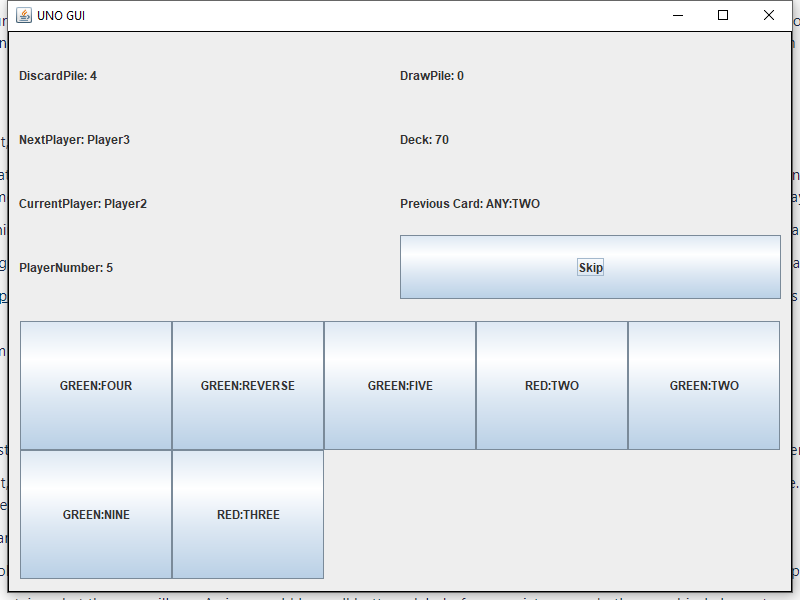 UNO GUI
DiscardPile: 4
DrawPile: 0
NextPlayer: Player3
Deck: 70
CurrentPlayer: Player2
Previous Card: ANY:TWO
PlayerNumber: 5
Skip
GREEN:FOUR
GREEN:REVERSE
GREEN:FIVE
RED:TWO
GREEN:TWO
GREEN:NINE
RED:THREE